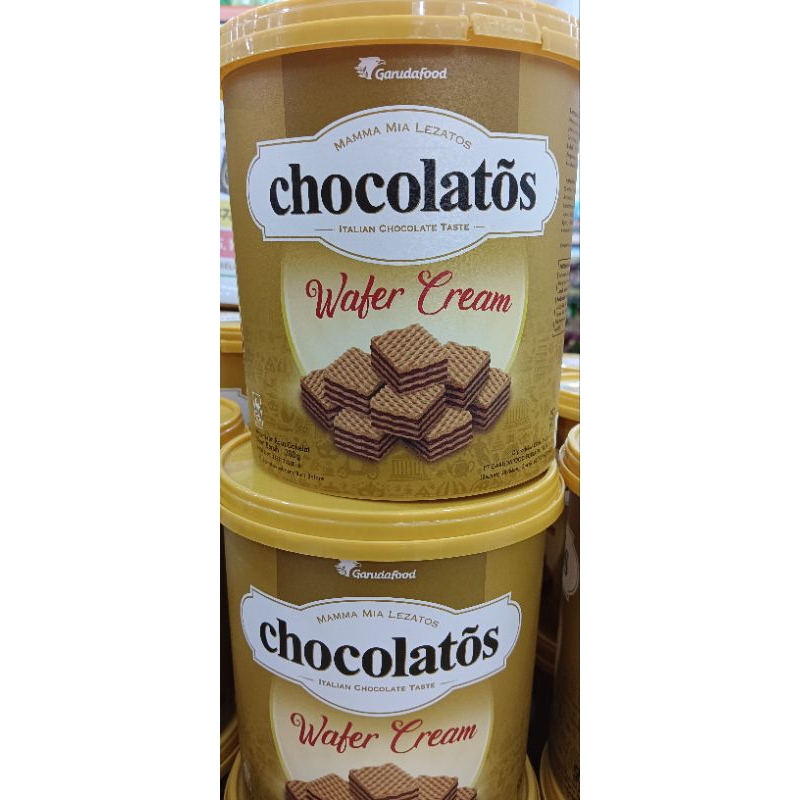 Garudafood
MAMMA MIA LEZATOS
chocolatõs
ITALIAN CHOCOLATE TASTE
Wafer Cream
Garudafood
MAMMA MIA LEZATOS
chocolatõs
ITALIAN CHOCOLATE TASTE
Wafer Cream